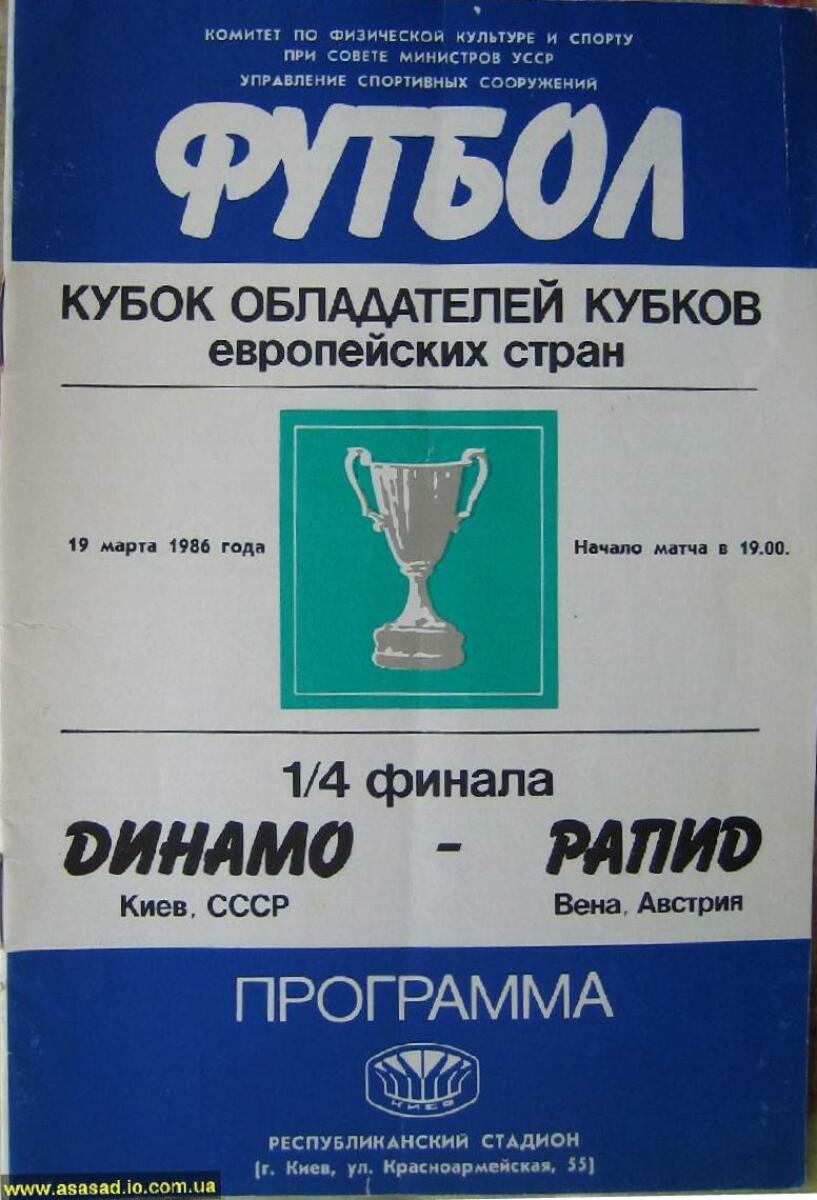 КОМИТЕТ ПО ФИЗИЧЕСКОЙ КУЛЬТУРЕ И СПОРТУ
ПРИ СОВЕТЕ МИНИСТРОВ УССР
УПРАВЛЕНИЕ СПОРТИВНЫХ СООРУЖЕНИЙ
ФУТБОЛ
КУБОК ОБЛАДАТЕЛЕЙ КУБКОВ
европейских стран
19 марта 1986 года
Начало матча в 19.00.
1/4 финала
ДИНАМО - РАПИД
Киев, СССР
Вена, Австрия
ПРОГРАММА
КИЕВ
РЕСПУБЛИКАНСКИЙ СТАДИОН
(г. Киев, ул. Красноармейская, 55)
www.asasad.io.com.ua